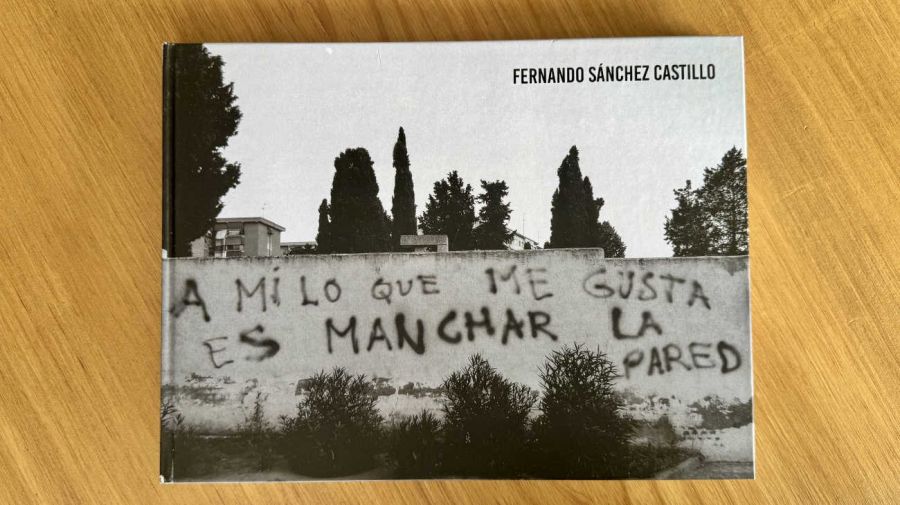 FERNANDO SÁNCHEZ CASTILLO
A MÍ LO QUE ME GUSTA
ES MANCHAR LA
PARED